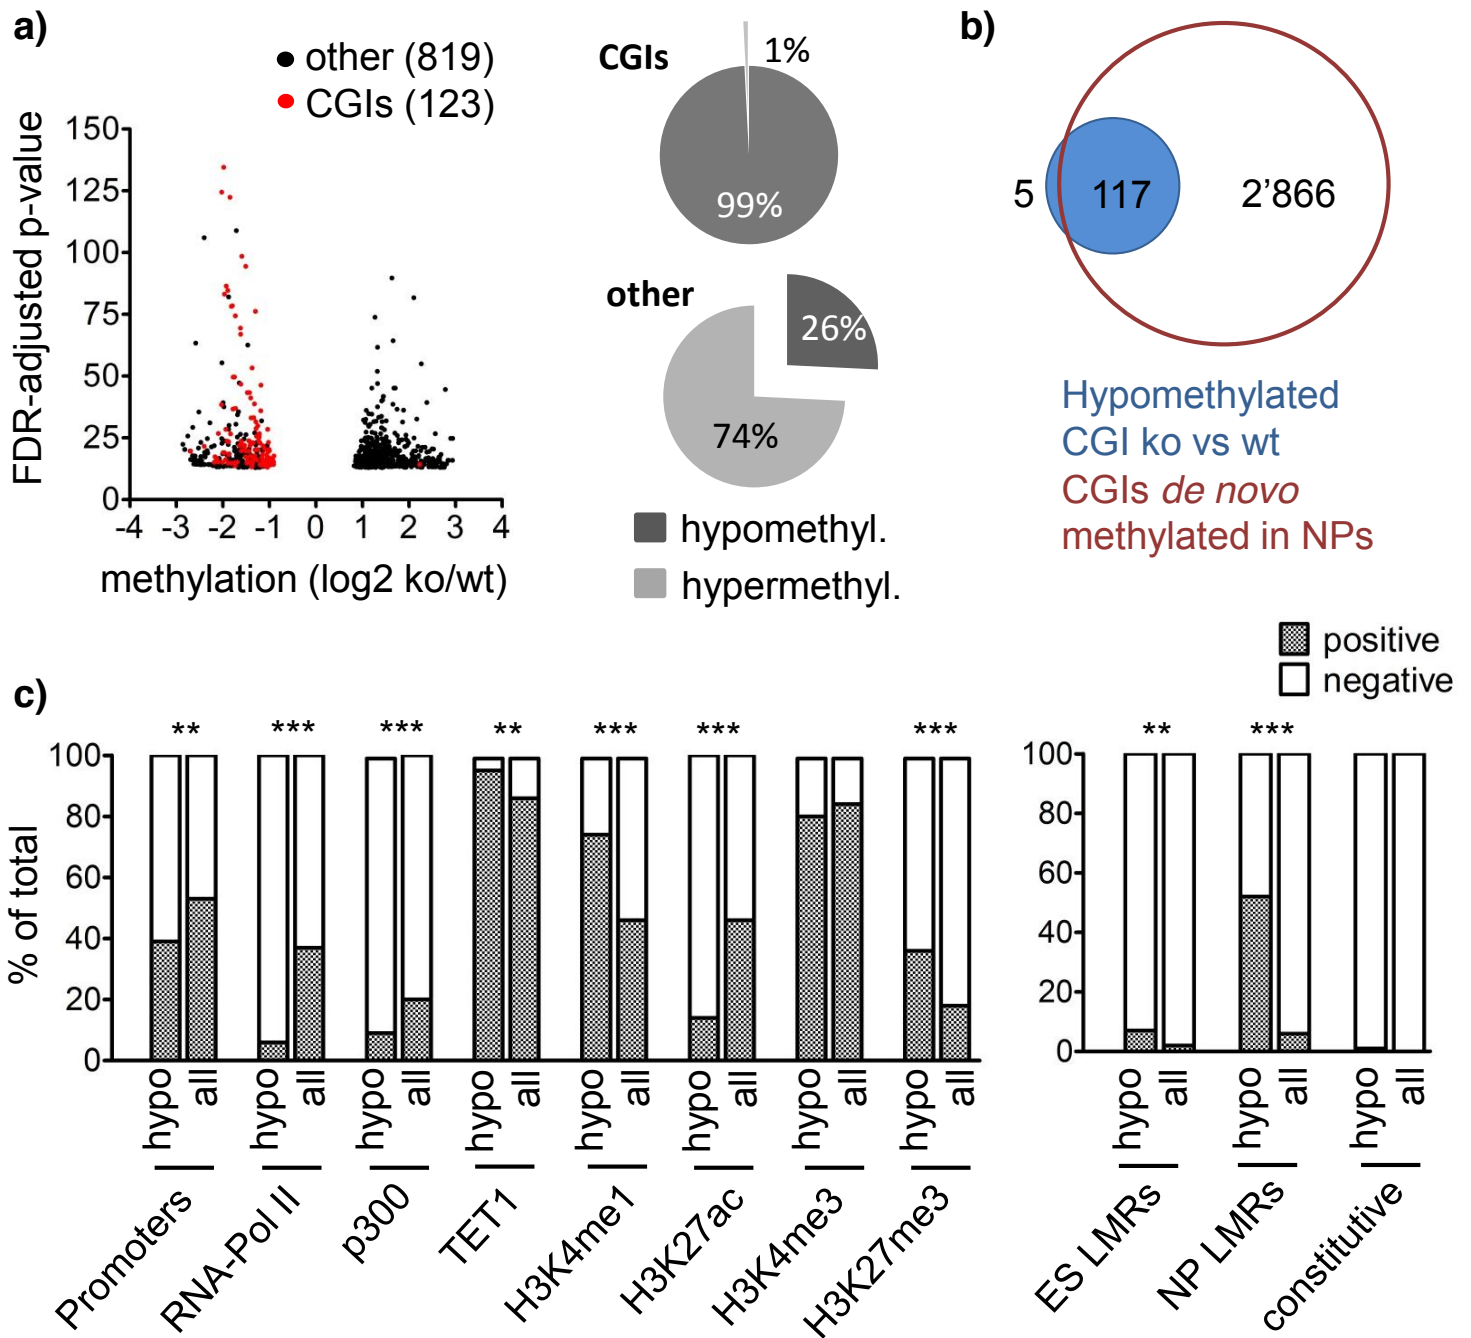 a)
other (819)
CGIs (123)
FDR-adjusted p-value
150
125
100
75
50
25
0
-4 -3 -2 -1 0 1 2 3 4
methylation (log2 ko/wt)
CGIs
1%
99%
other
26%
74%
hypomethyl.
hypermethyl.
b)
5 117 2’866
Hypomethylated
CGI ko vs wt
CGIs de novo
methylated in NPs
positive
negative
c)
** *** *** ** *** *** ***
% of total
100
80
60
40
20
0
hypo all hypo all hypo all hypo all hypo all hypo all hypo all hypo all
Promoters RNA-Pol II p300 TET1 H3K4me1 H3K27ac H3K4me3 H3K27me3
** ***
100
80
60
40
20
0
hypo all hypo all hypo all
ES LMRs NP LMRs constitutive